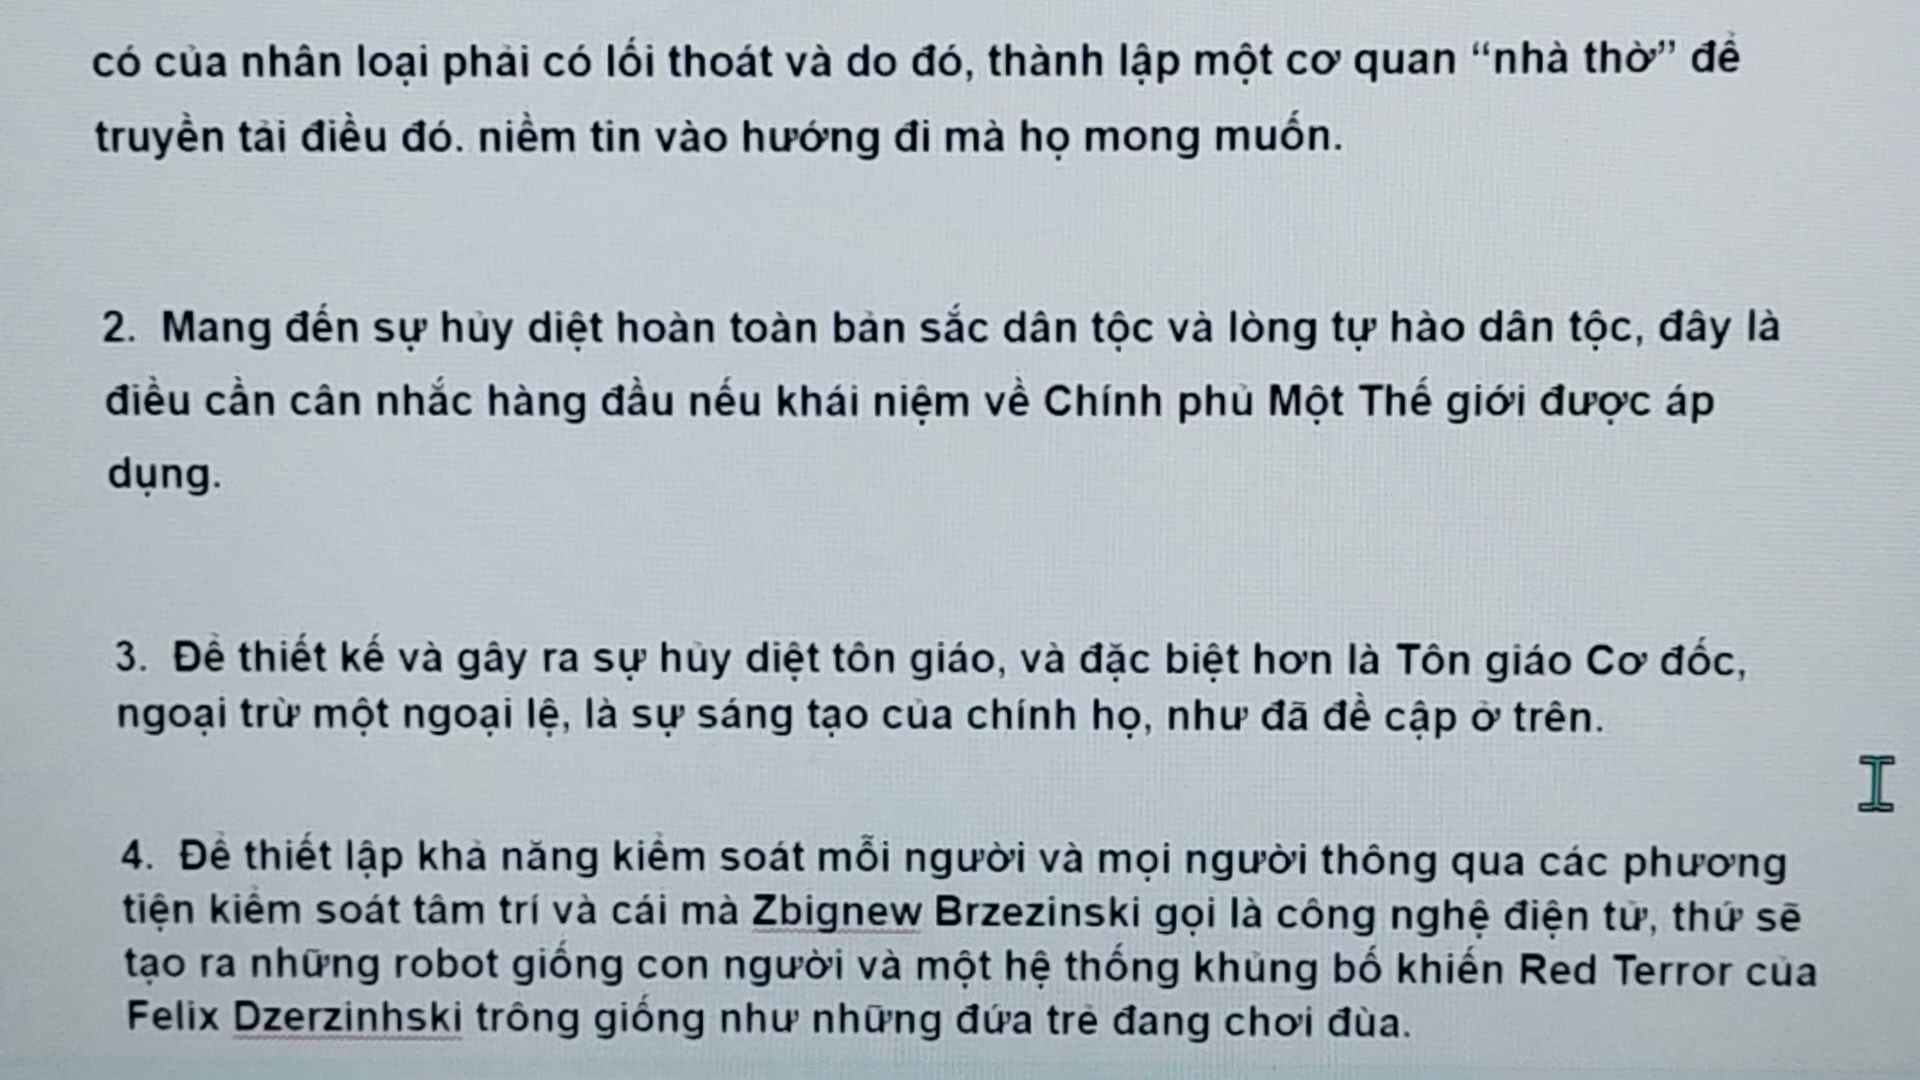 có của nhân loại phải có lối thoát và do đó, thành lập một cơ quan “nhà thờ” để
truyền tải điều đó. niềm tin vào hướng đi mà họ mong muốn.
2. Mang đến sự hủy diệt hoàn toàn bản sắc dân tộc và lòng tự hào dân tộc, đây là
điều cần cân nhắc hàng đầu nếu khái niệm về Chính phủ Một Thế giới được áp
dụng.
3. Để thiết kế và gây ra sự hủy diệt tôn giáo, và đặc biệt hơn là Tôn giáo Cơ đốc,
ngoại trừ một ngoại lệ, là sự sáng tạo của chính họ, như đã đề cập ở trên.
4. Để thiết lập khả năng kiểm soát mỗi người và mọi người thông qua các phương
tiện kiểm soát tâm trí và cái mà Zbignew Brzezinski gọi là công nghệ điện tử, thứ sẽ
tạo ra những robot giống con người và một hệ thống khủng bố khiến Red Terror của
Felix Dzerzinhski trông giống như những đứa trẻ đang chơi đùa.